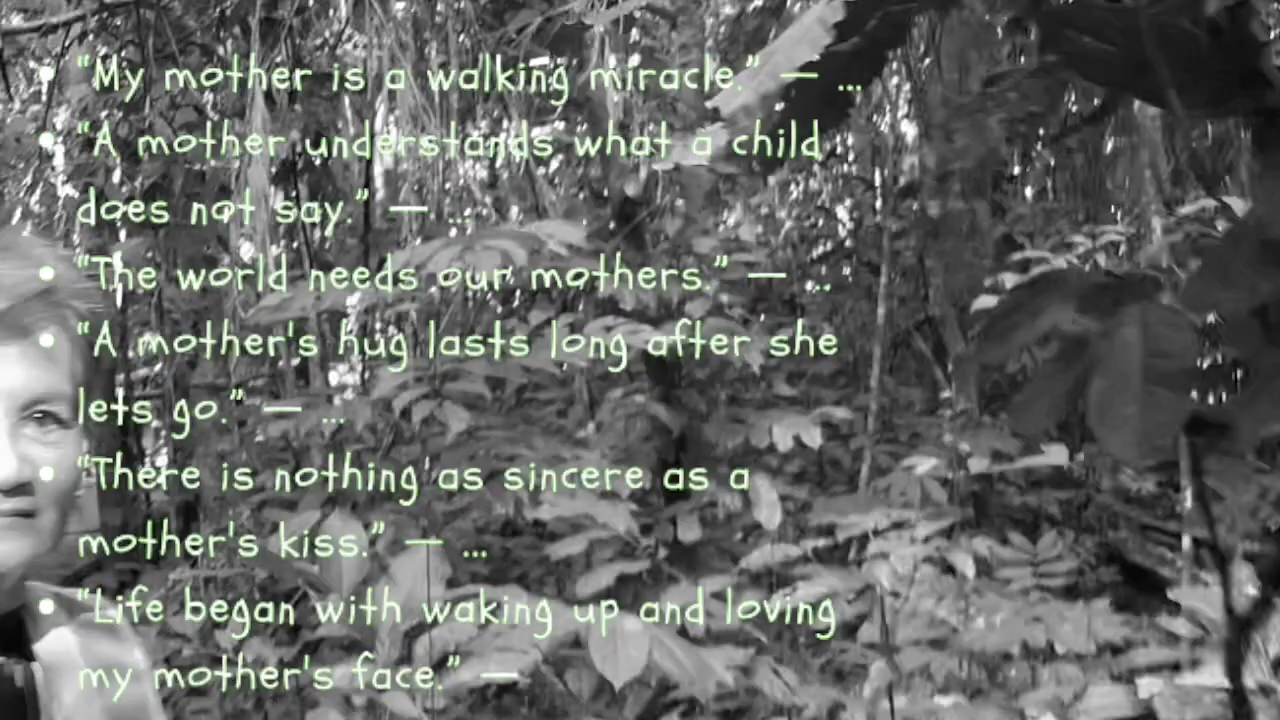 • “My mother is a walking miracle.” — ...
• “A mother understands what a child
does not say.” — ...
• “The world needs our mothers.” — ...
• “A mother's hug lasts long after she
lets go.” — ...
• “There is nothing as sincere as a
mother's kiss.” — ...
• “Life began with waking up and loving
my mother's face.” —